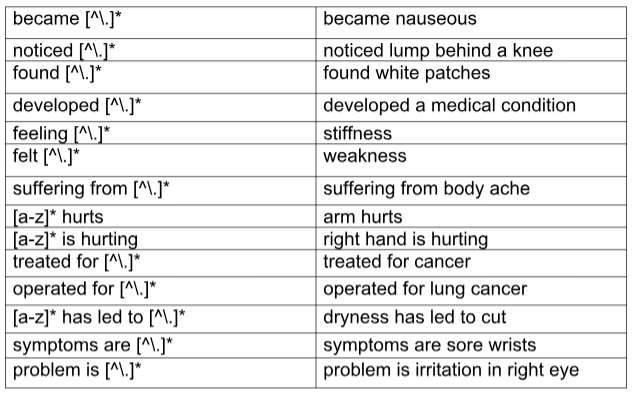 became [^\.]* became nauseous
noticed [^\.]* noticed lump behind a knee
found [^\.]* found white patches
developed [^\.]* developed a medical condition
feeling [^\.]* stiffness
felt [^\.]* weakness
suffering from [^\.]* suffering from body ache
[a-z]* hurts arm hurts
[a-z]* is hurting right hand is hurting
treated for [^\.]* treated for cancer
operated for [^\.]* operated for lung cancer
[a-z]* has led to [^\.]* dryness has led to cut
symptoms are [^\.]* symptoms are sore wrists
problem is [^\.]* problem is irritation in right eye